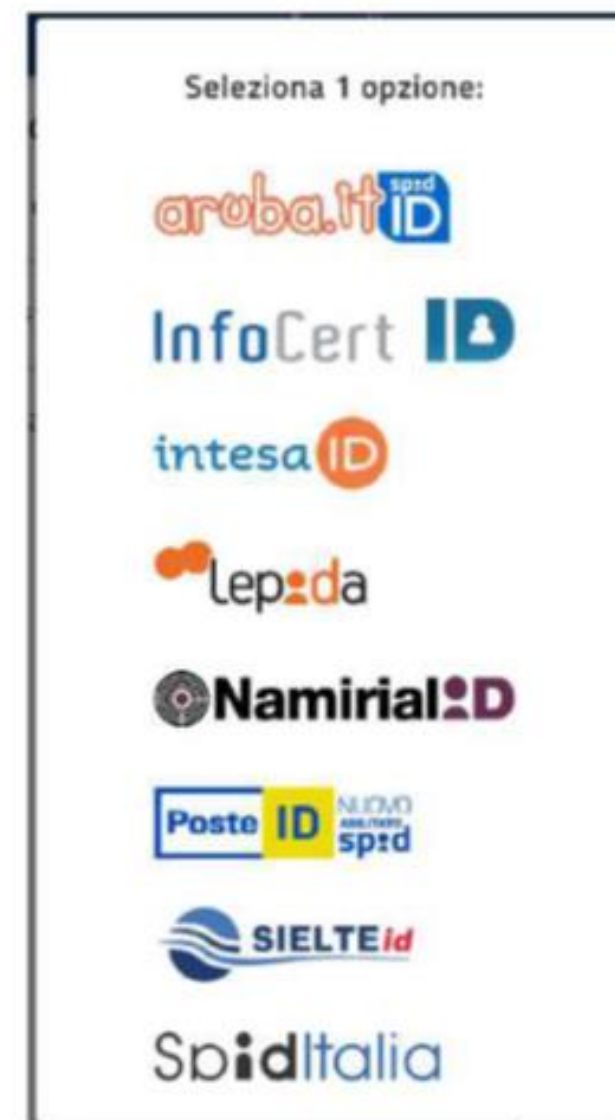 Seleziona 1 opzione:
aruba.it spid ID
InfoCert ID
intesa ID
Lepida
Namirial ID
Poste ID NUOVO ABILITATO spid
SIELTE id
SpidItalia